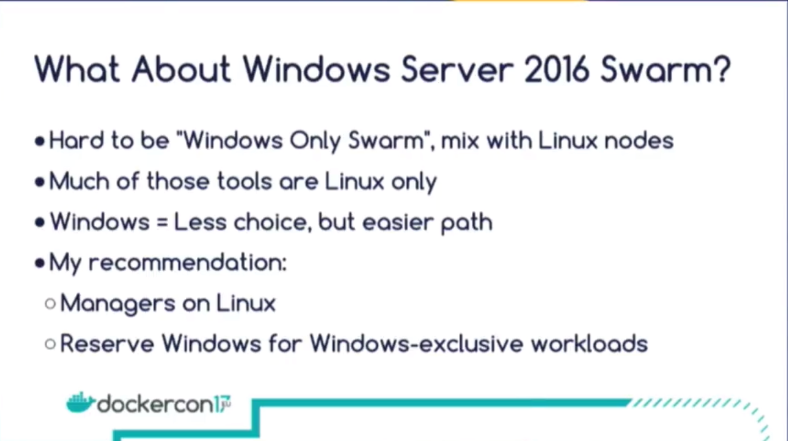 What About Windows Server 2016 Swarm?
●Hard to be "Windows Only Swarm", mix with Linux nodes
●Much of those tools are Linux only
●Windows = Less choice, but easier path
●My recommendation:
○Managers on Linux
○Reserve Windows for Windows-exclusive workloads
dockercon17